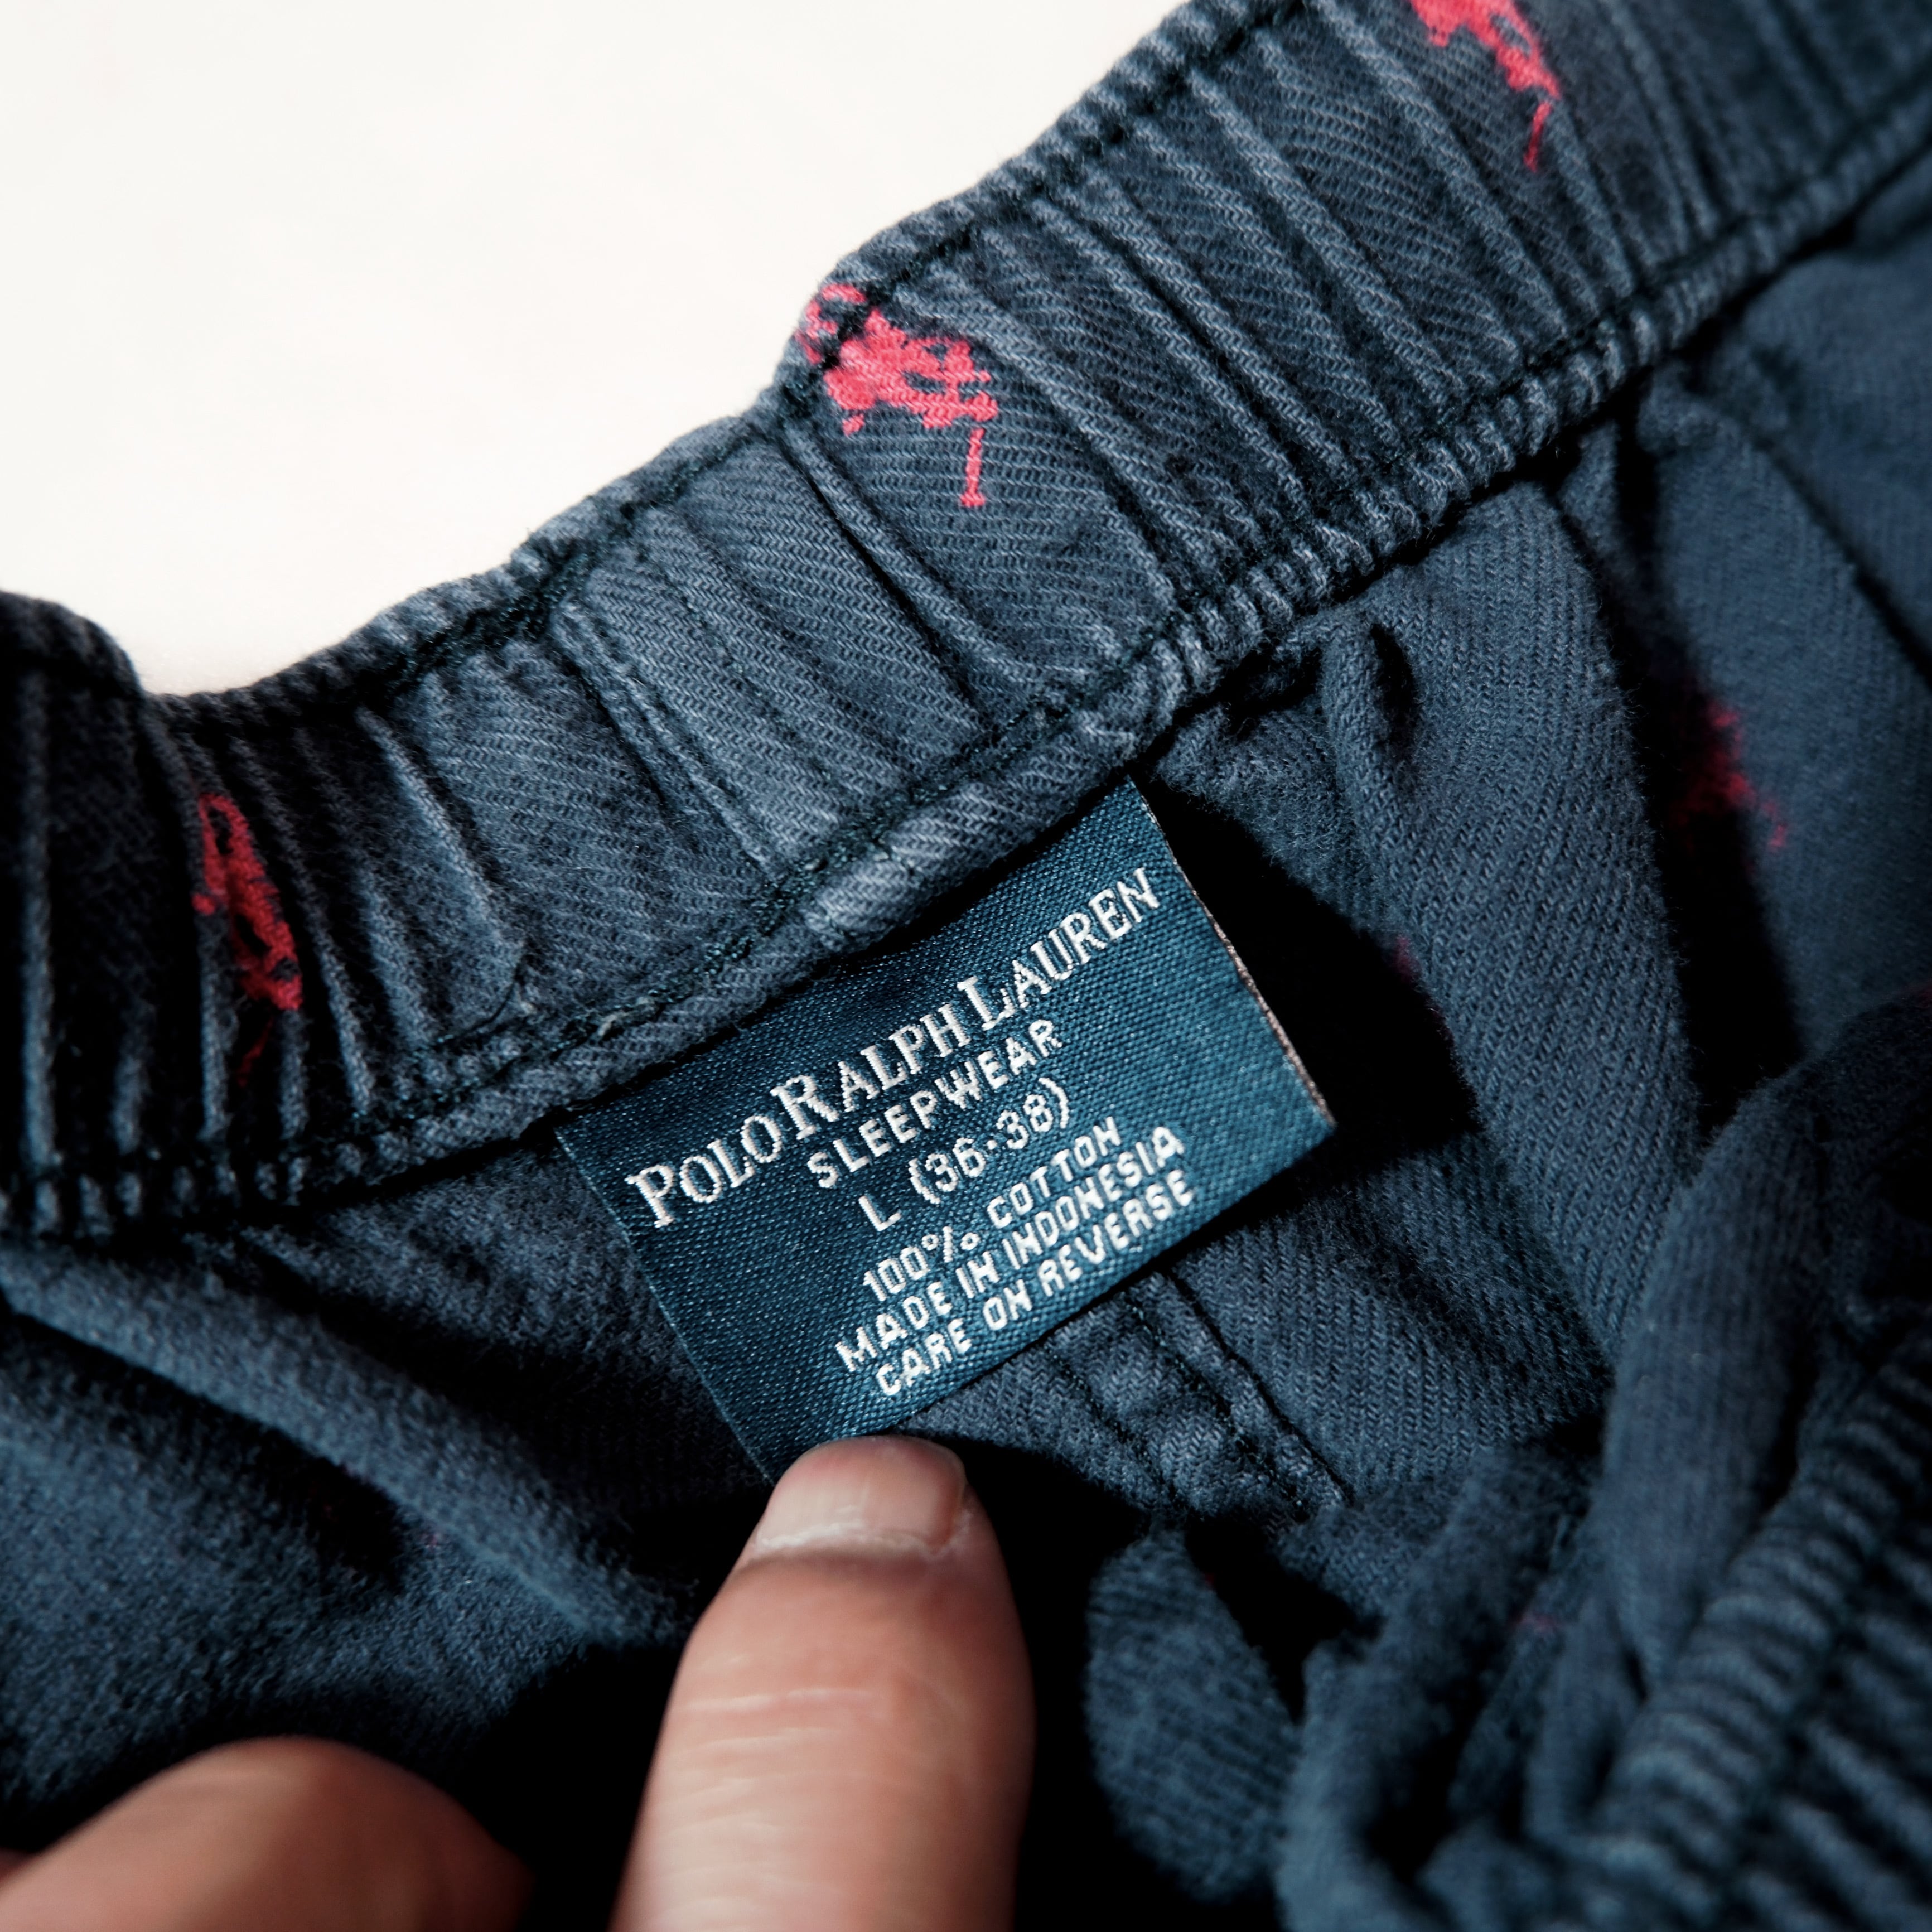 POLO RALPH LAUREN
SLEEPWEAR
L (36-38)
100% COTTON
MADE IN INDONESIA
CARE ON REVERSE